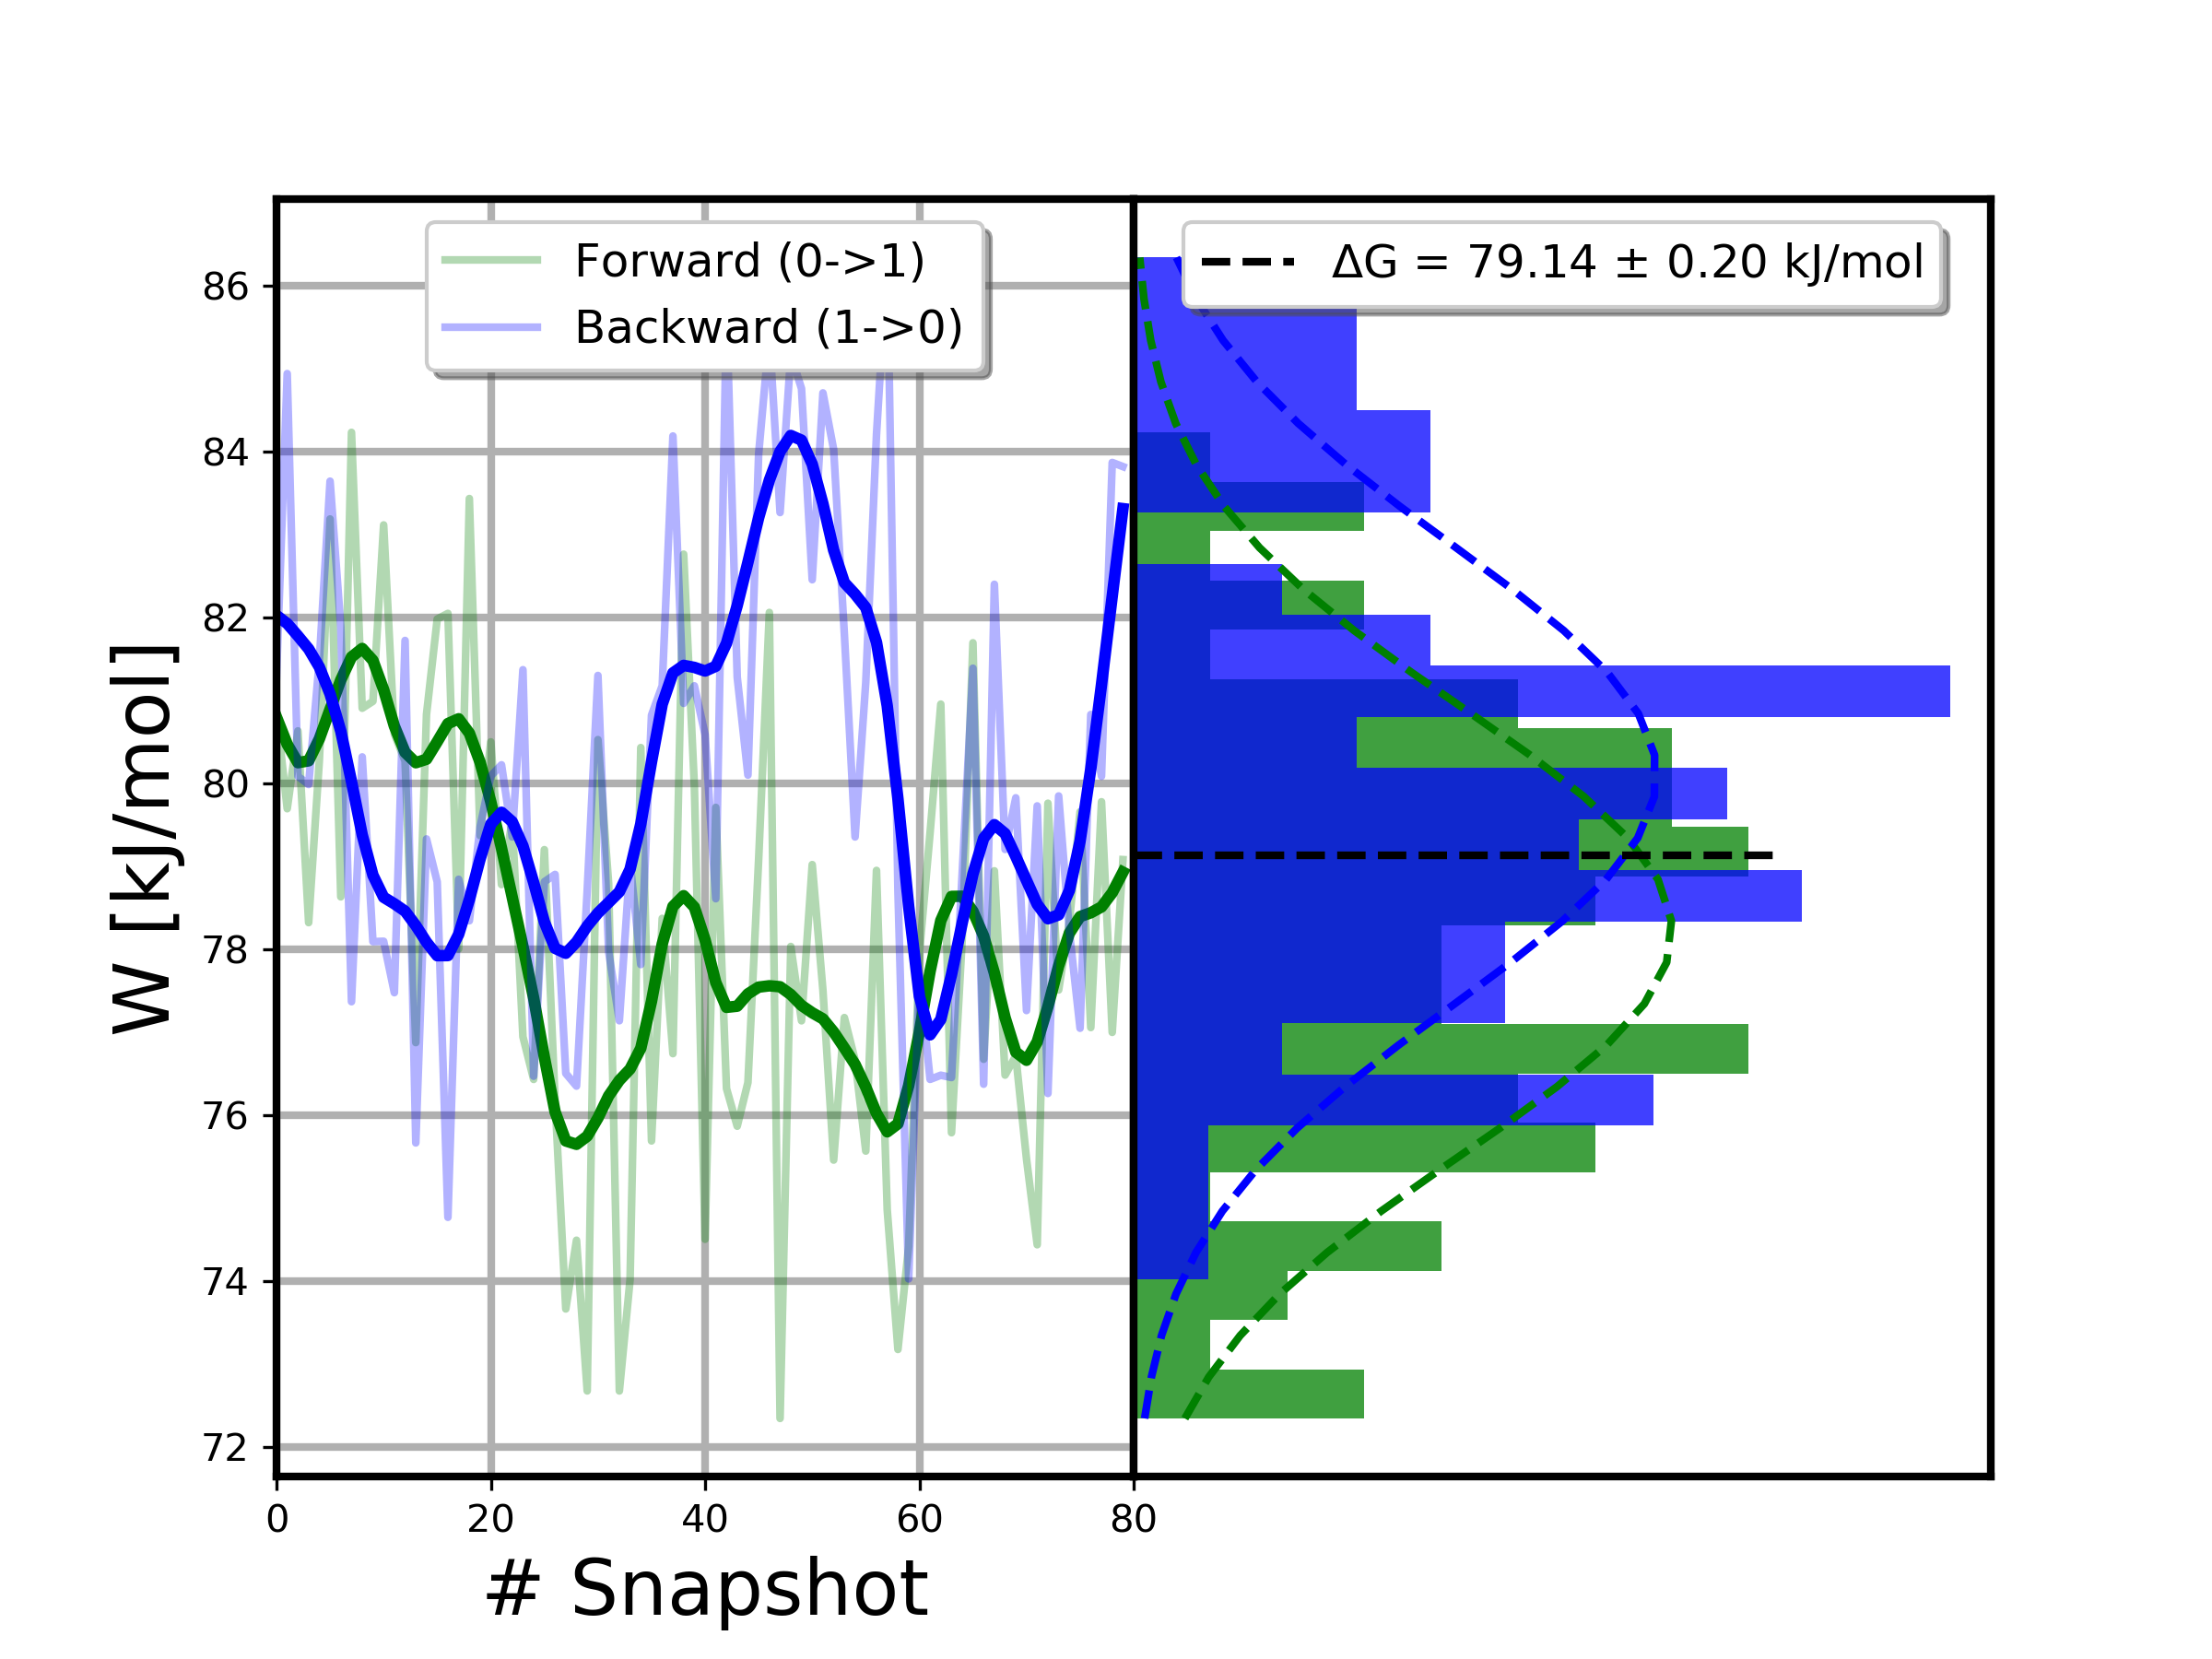 Forward (0->1)
Backward (1->0)
ΔG = 79.14 ± 0.20 kJ/mol
86
84
82
80
78
76
74
72
W [kJ/mol]
0
20
40
60
80
# Snapshot